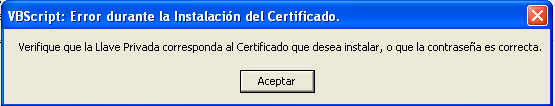 VBScript: Error durante la Instalación del Certificado.
Verifique que la Llave Privada corresponda al Certificado que desea instalar, o que la contraseña es correcta.
Aceptar